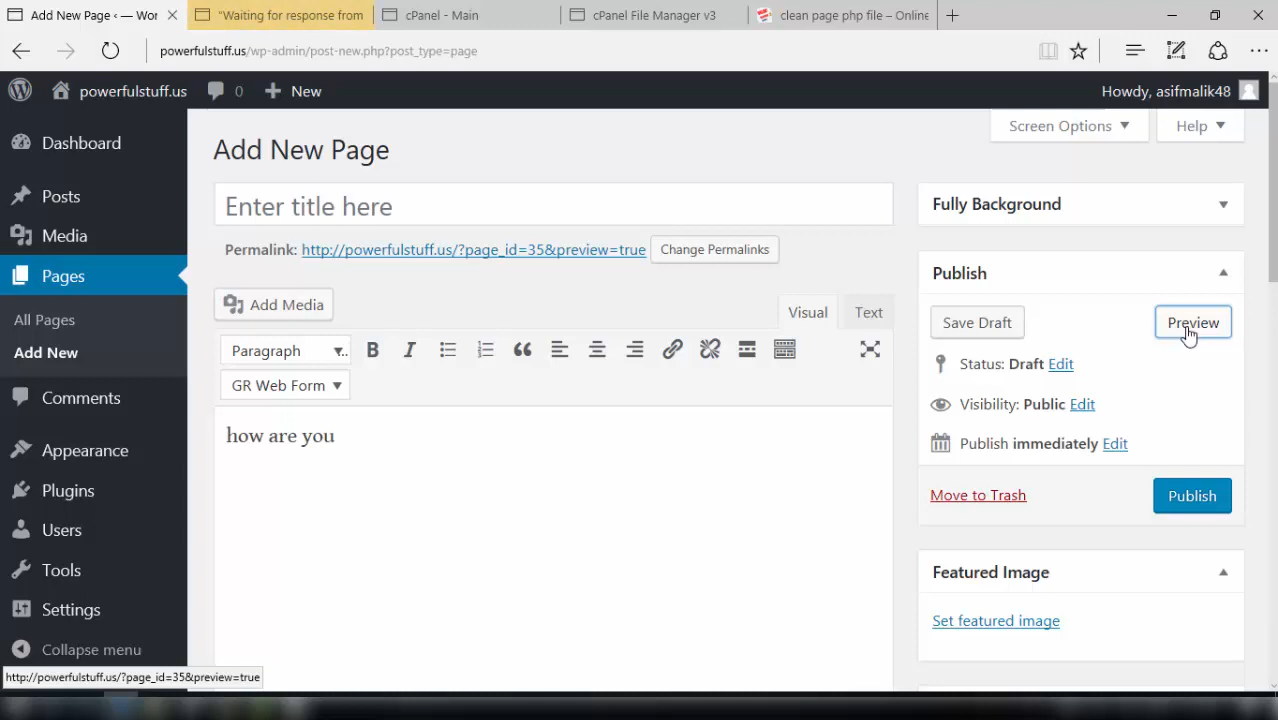 Add New Page < — Wor
"Waiting for response from
cPanel - Main
cPanel File Manager v3
clean page php file – Online
powerfulstuff.us/wp-admin/post-new.php?post_type=page
powerfulstuff.us
0
New
Howdy, asifmalik48
Screen Options
Help
Dashboard
Posts
Media
Pages
All Pages
Add New
Comments
Appearance
Plugins
Users
Tools
Settings
Collapse menu
Add New Page
Enter title here
Permalink: http://powerfulstuff.us/?page_id=35&preview=true Change Permalinks
Add Media
Visual Text
Paragraph
B I
GR Web Form
how are you
Fully Background
Publish
Save Draft Preview
Status: Draft Edit
Visibility: Public Edit
Publish immediately Edit
Move to Trash Publish
Featured Image
Set featured image
http://powerfulstuff.us/?page_id=35&preview=true